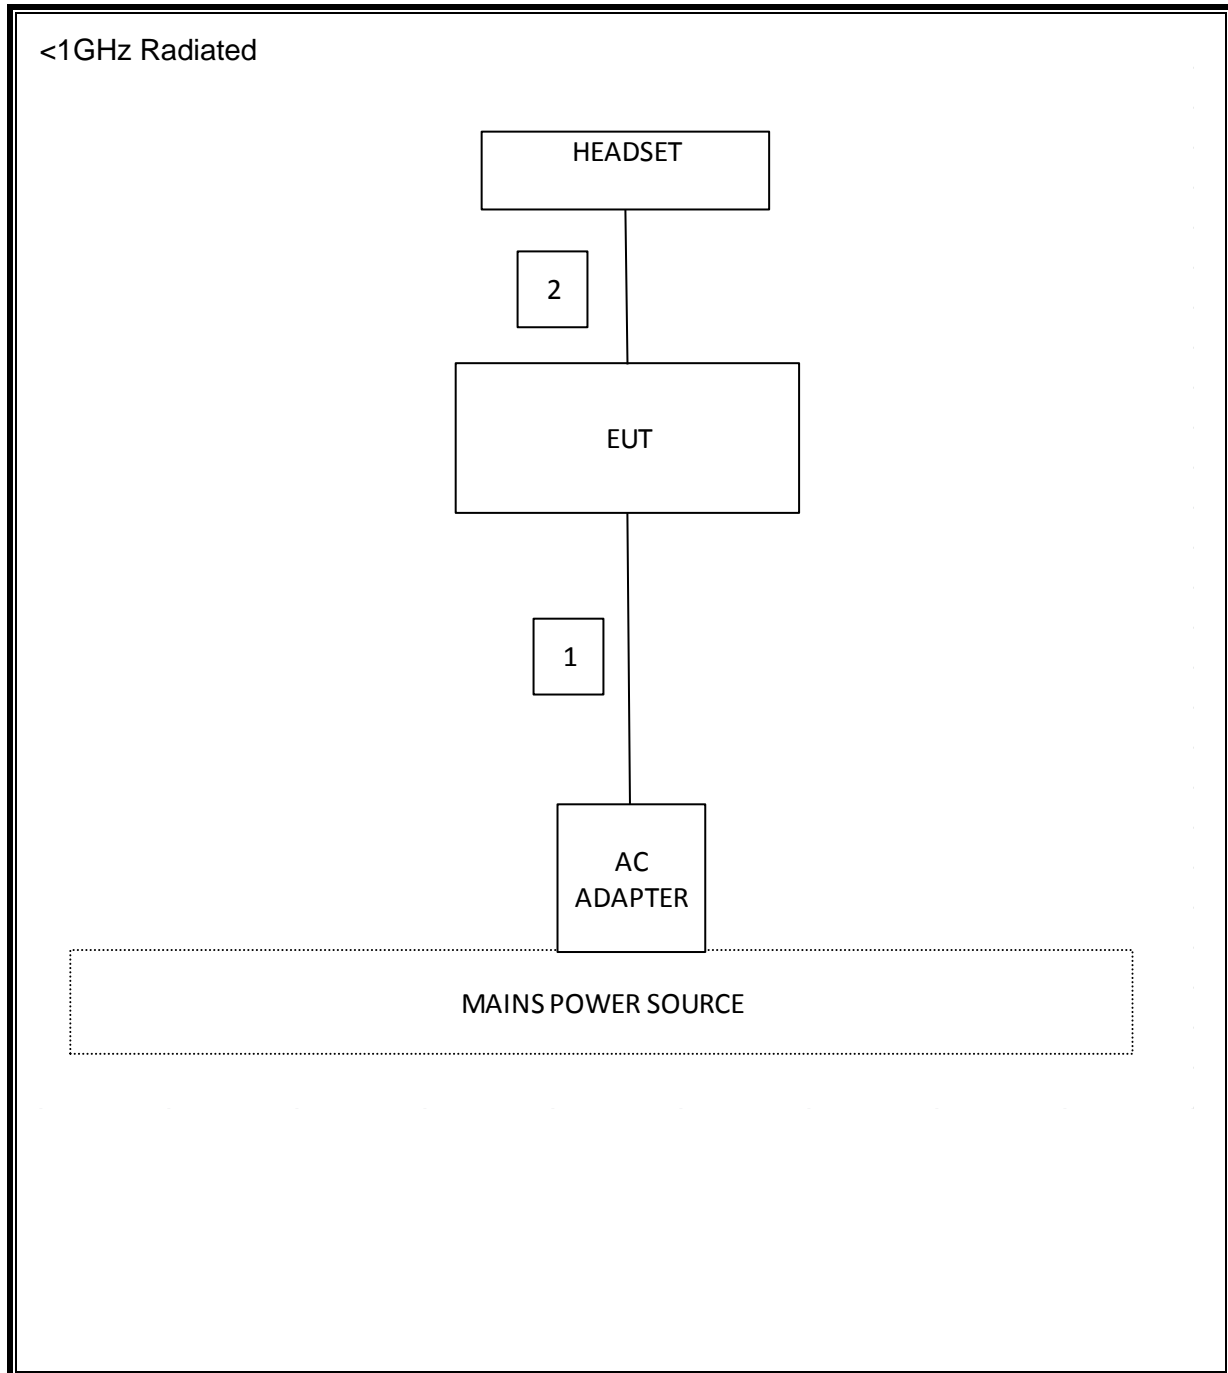 <1GHz Radiated
HEADSET
2
EUT
1
AC
ADAPTER
MAINS POWER SOURCE